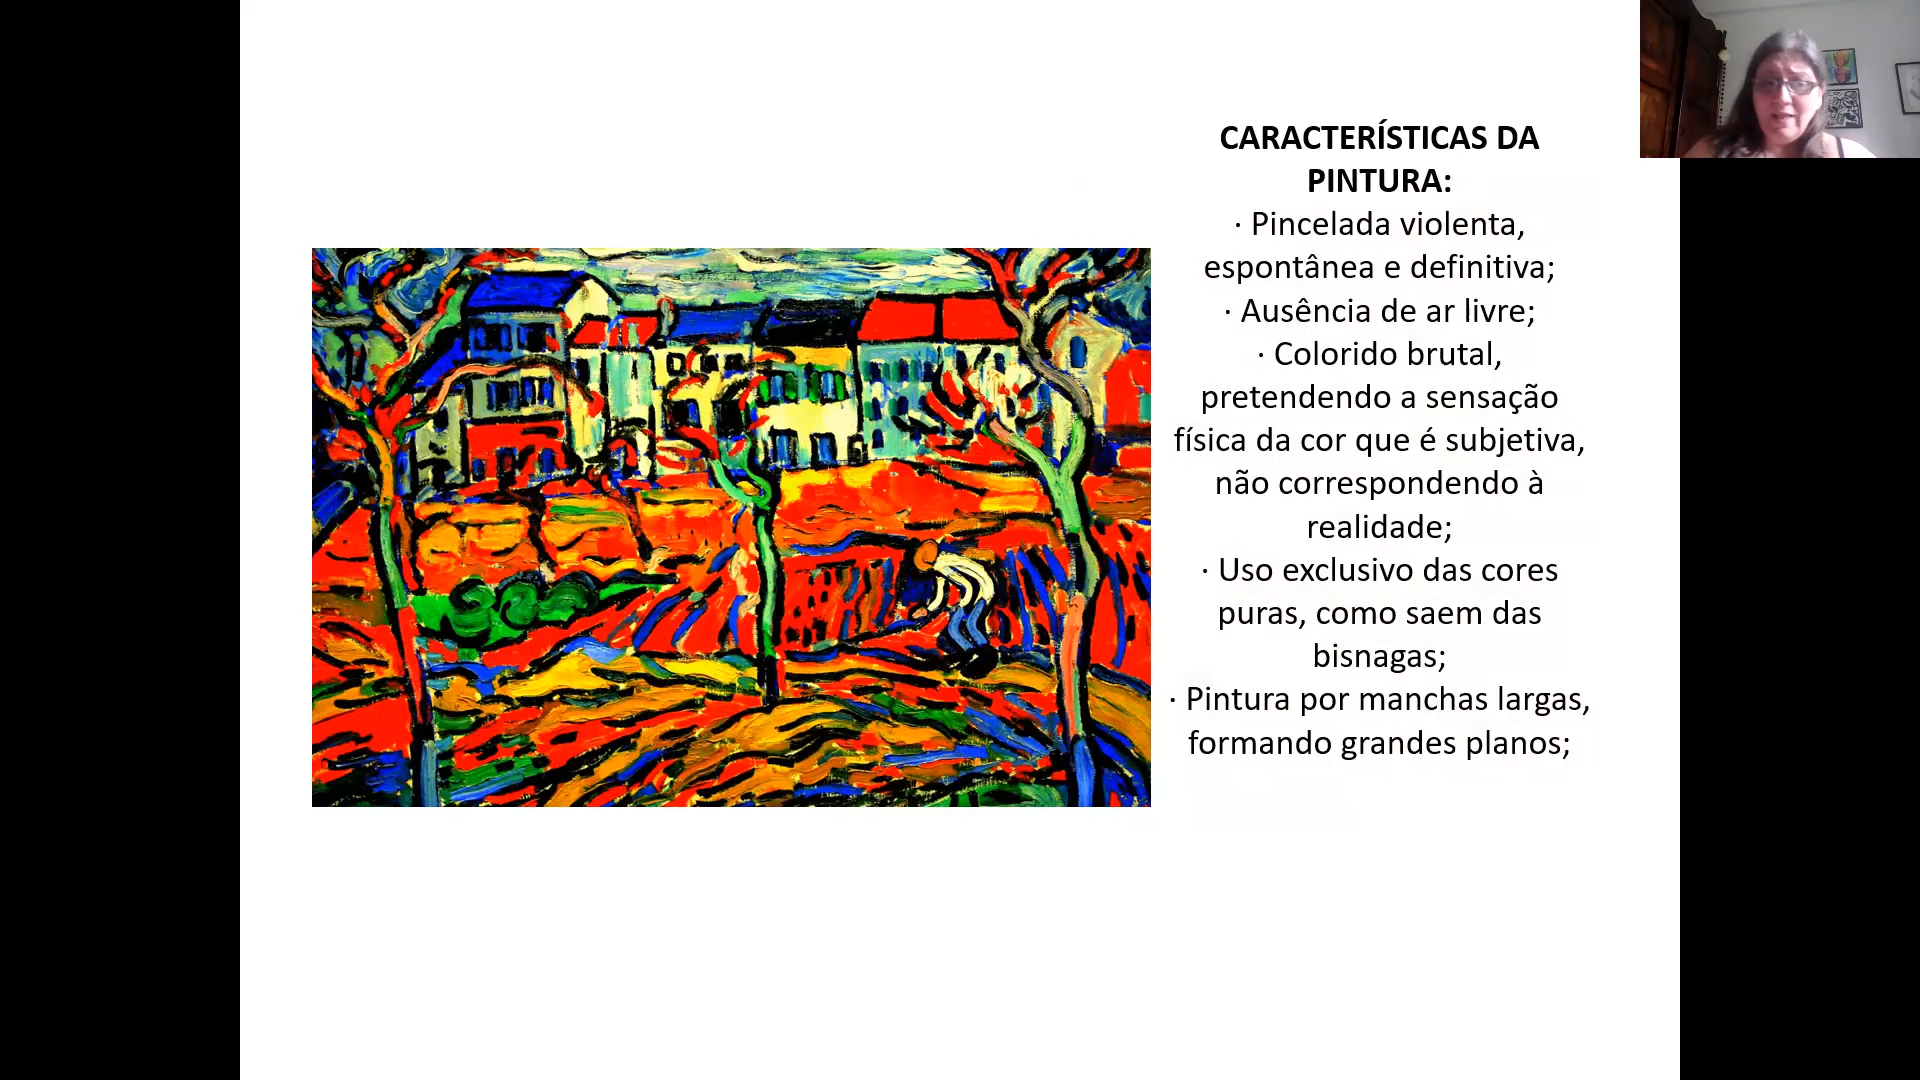 CARACTERÍSTICAS DA
PINTURA:
· Pincelada violenta,
espontânea e definitiva;
· Ausência de ar livre;
· Colorido brutal,
pretendendo a sensação
física da cor que é subjetiva,
não correspondendo à
realidade;
· Uso exclusivo das cores
puras, como saem das
bisnagas;
· Pintura por manchas largas,
formando grandes planos;